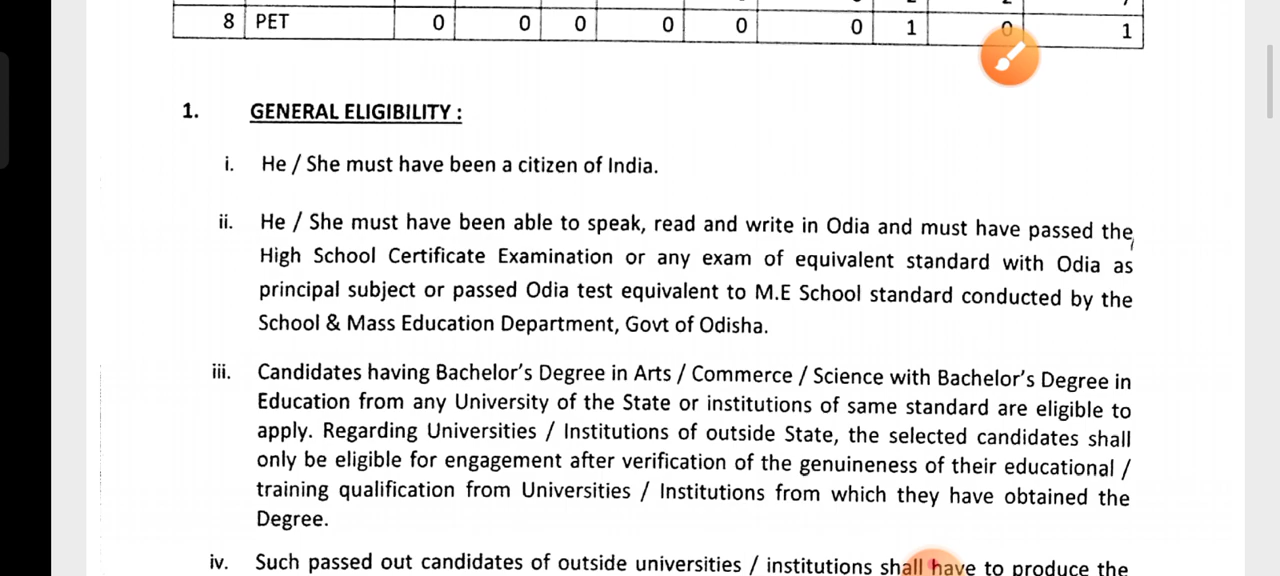 8 PET 0 0 0 0 0 0 1 0 1
1. GENERAL ELIGIBILITY :
i. He / She must have been a citizen of India.
ii. He / She must have been able to speak, read and write in Odia and must have passed the
High School Certificate Examination or any exam of equivalent standard with Odia as
principal subject or passed Odia test equivalent to M.E School standard conducted by the
School & Mass Education Department, Govt of Odisha.
iii. Candidates having Bachelor's Degree in Arts / Commerce / Science with Bachelor's Degree in
Education from any University of the State or institutions of same standard are eligible to
apply. Regarding Universities / Institutions of outside State, the selected candidates shall
only be eligible for engagement after verification of the genuineness of their educational /
training qualification from Universities / Institutions from which they have obtained the
Degree.
iv. Such passed out candidates of outside universities / institutions shall have to produce the